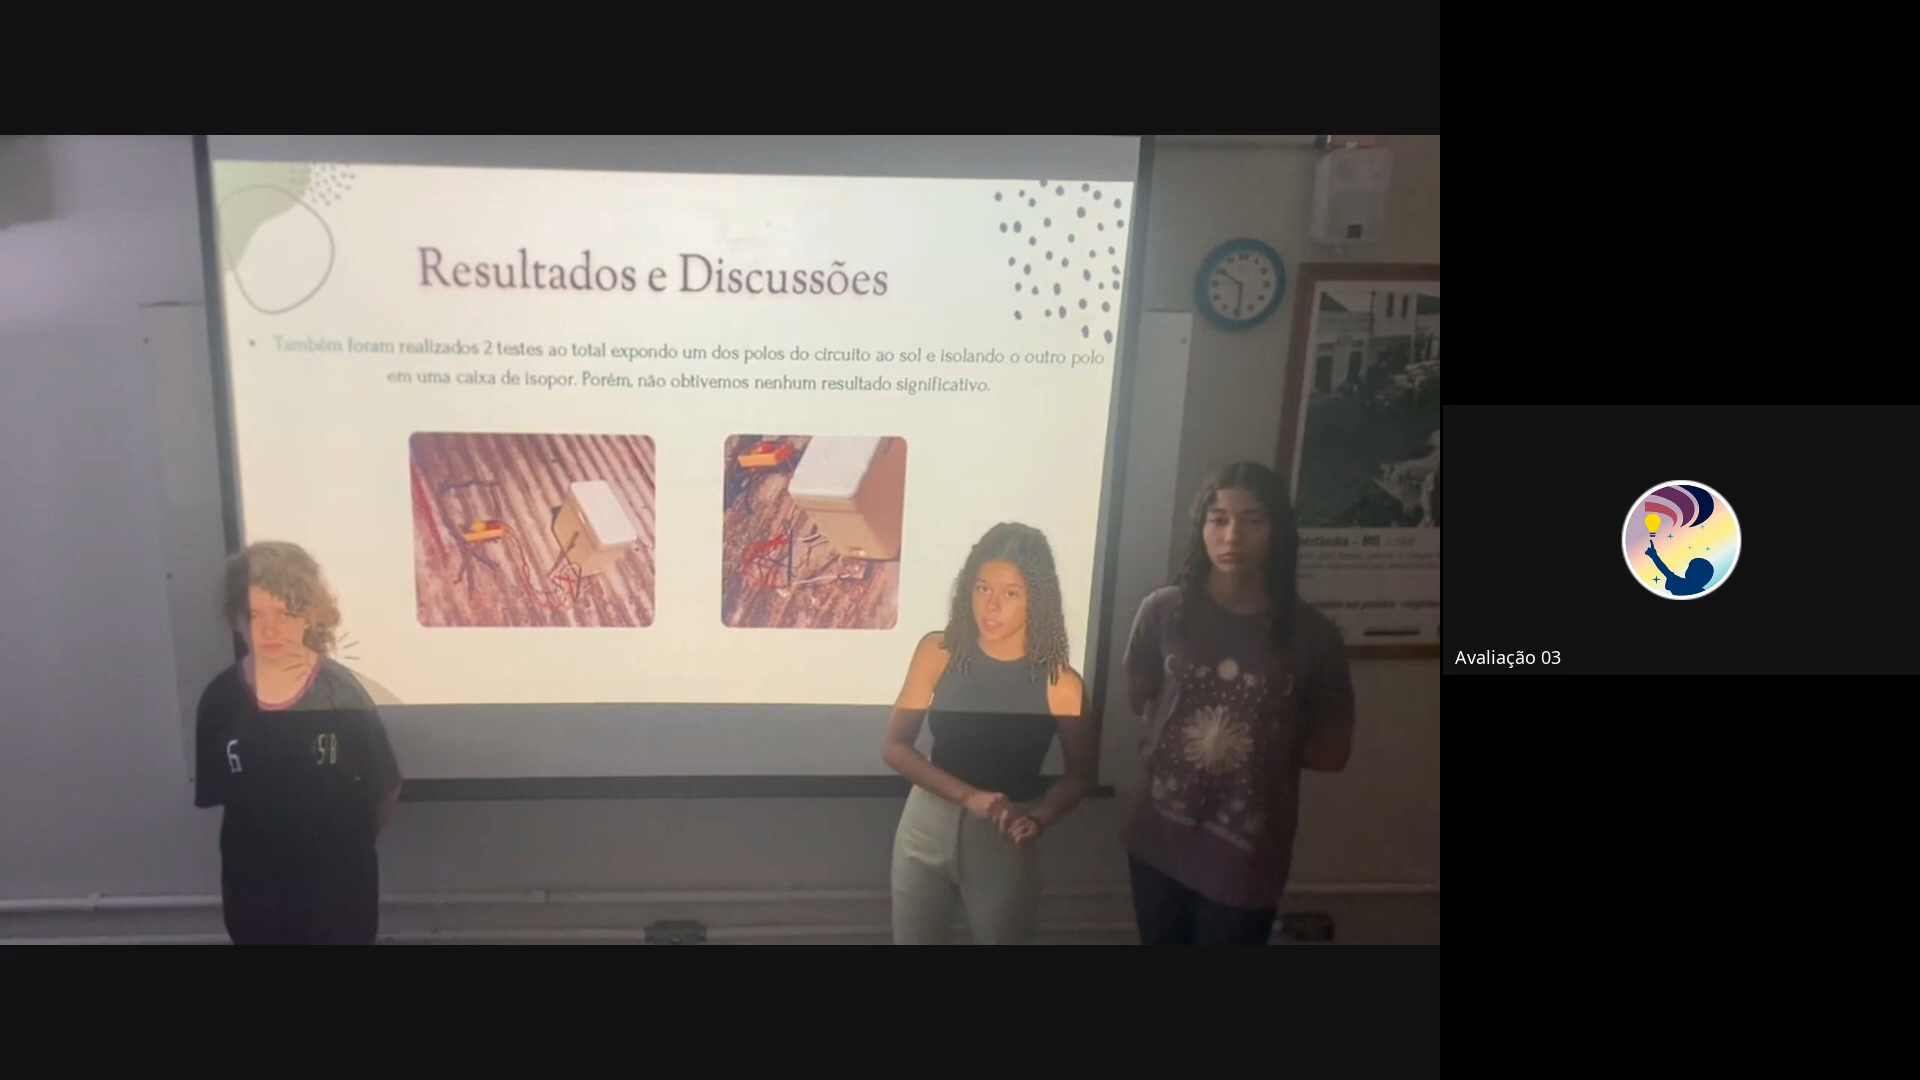 Resultados e Discussões
• Também foram realizados 2 testes ao total expondo um dos polos do circuito ao sol e isolando o outro polo
em uma caixa de isopor. Porém, não obtivemos nenhum resultado significativo.
58
Avaliação 03